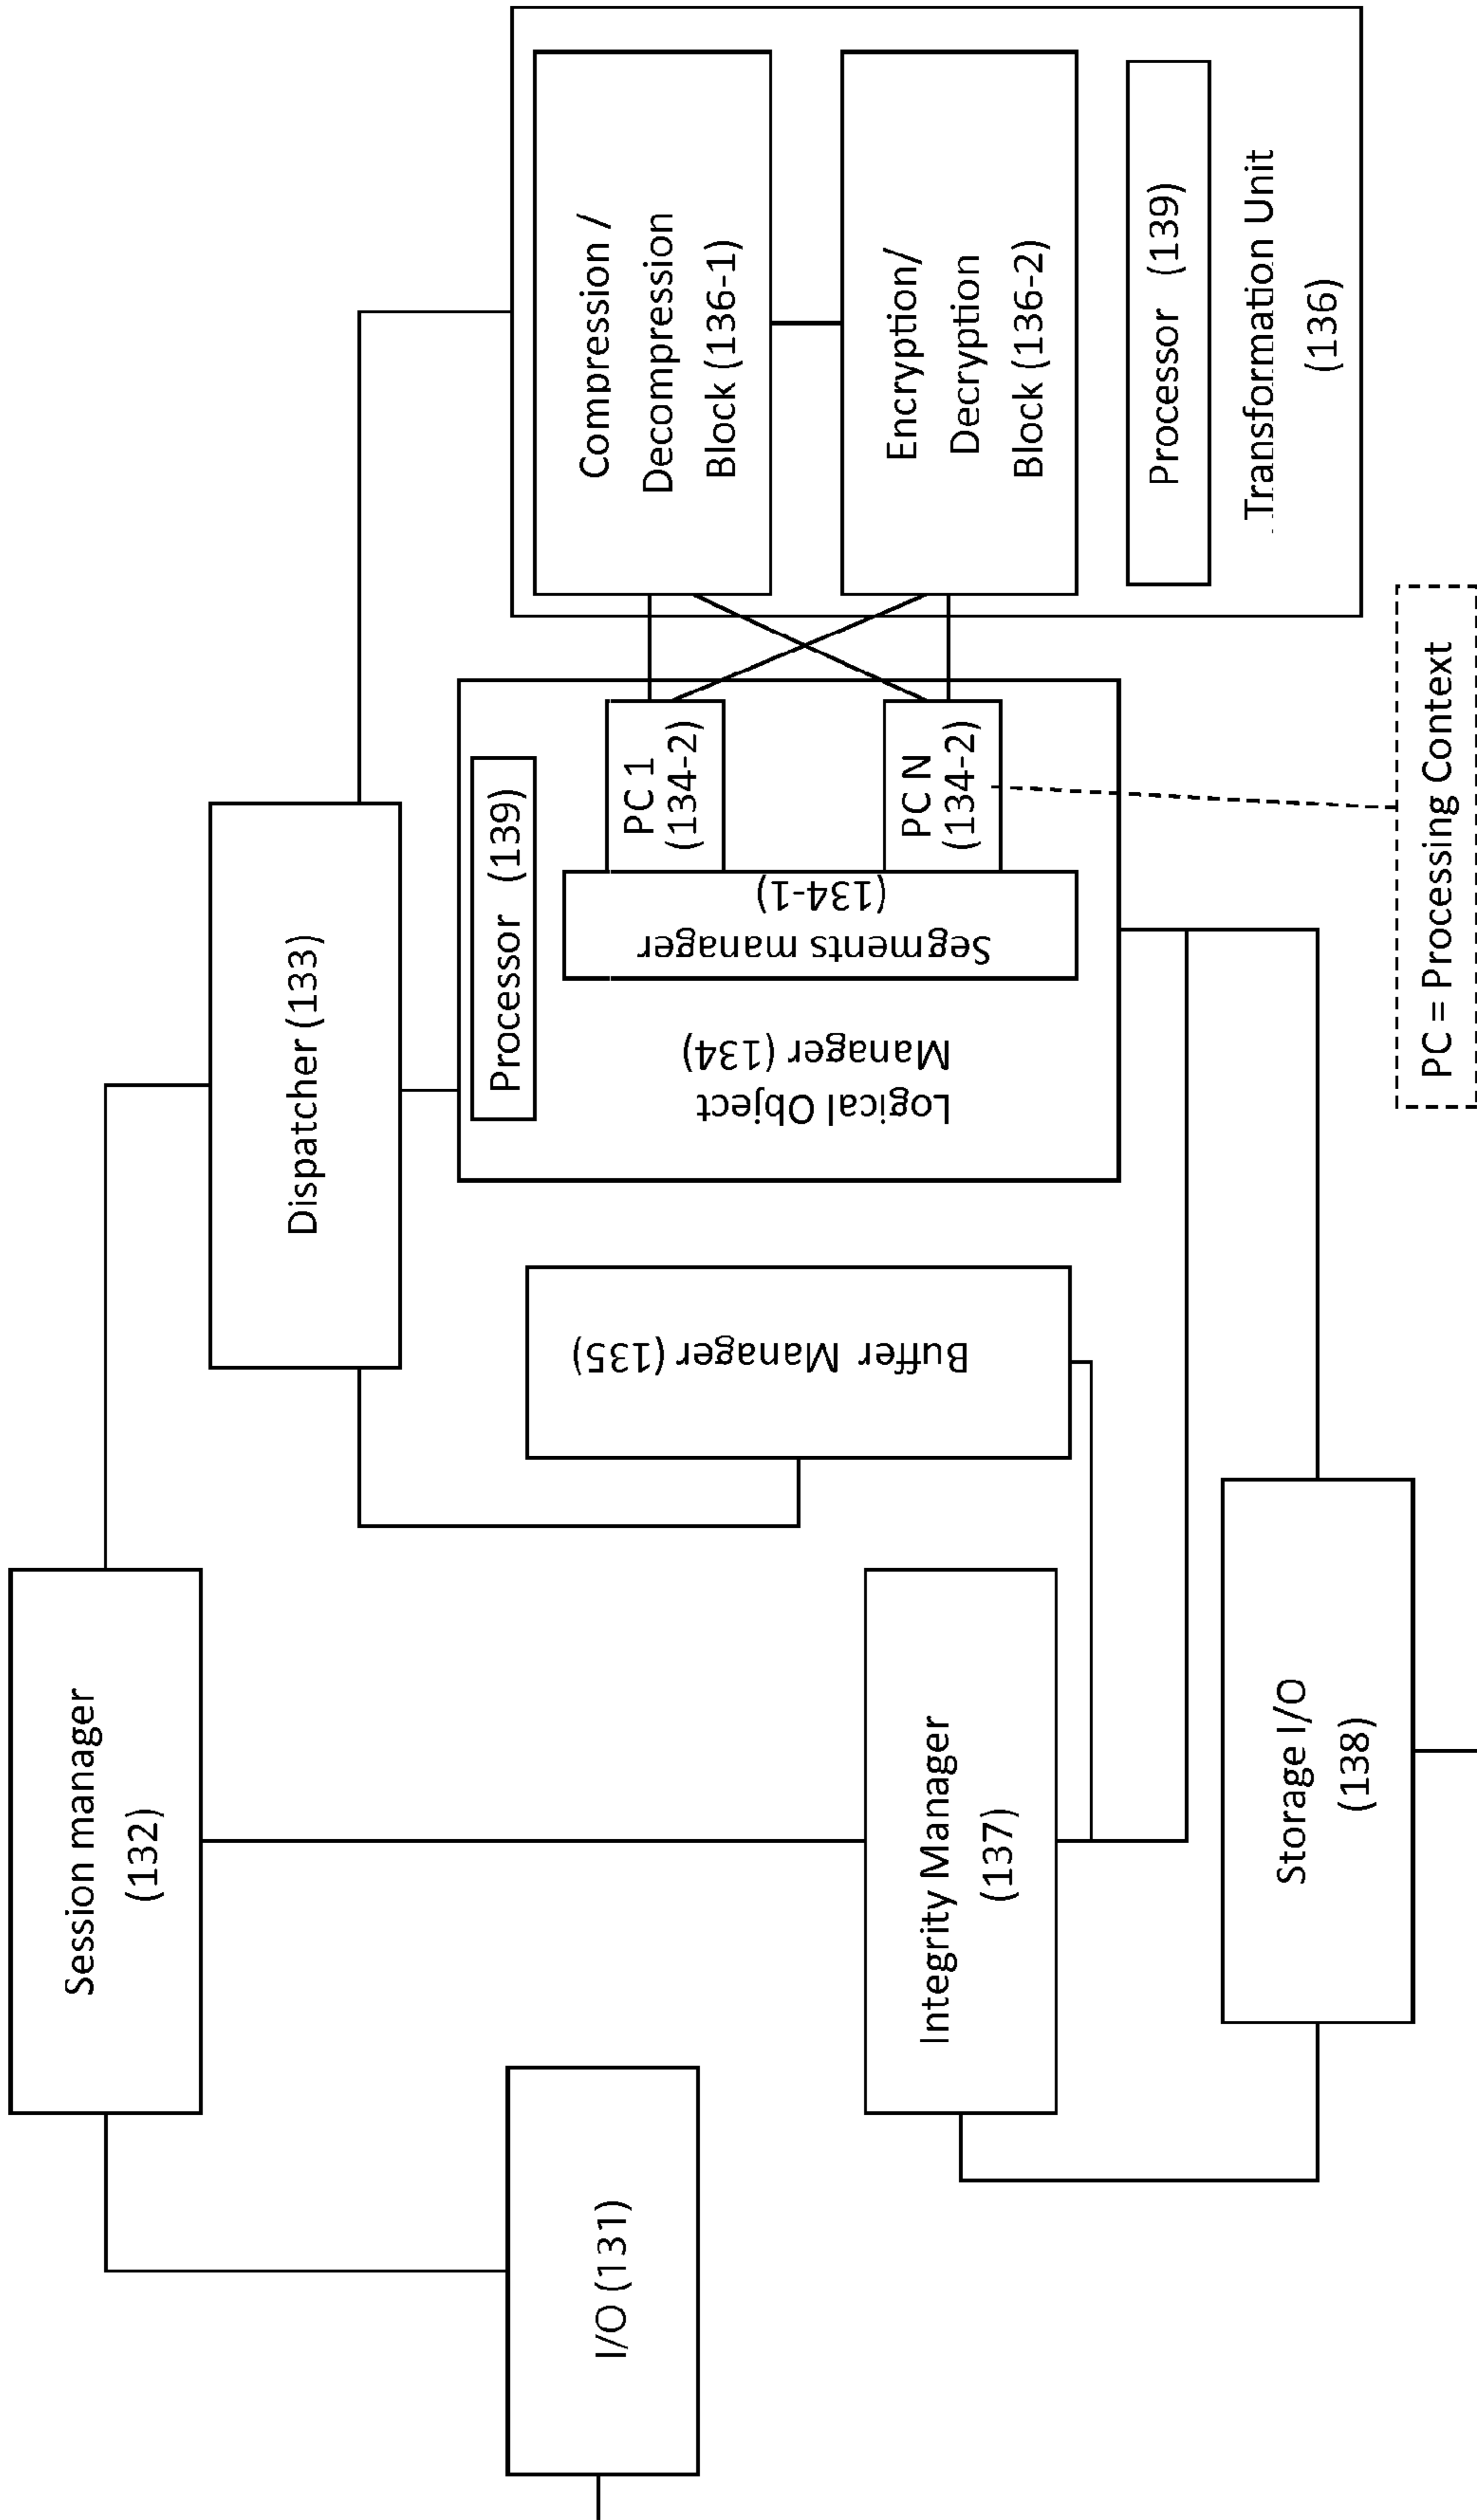 Session manager
(132)
Dispatcher (133)
I/O (131)
Buffer Manager (135)
Logical Object
Manager (134)
Processor (139)
Segments manager
(134-1)
PC 1
(134-2)
PC N
(134-2)
Compression /
Decompression
Block (136-1)
Encryption /
Decryption
Block (136-2)
Processor (139)
Transformation Unit
(136)
Integrity Manager
(137)
Storage I/O
(138)
PC = Processing Context